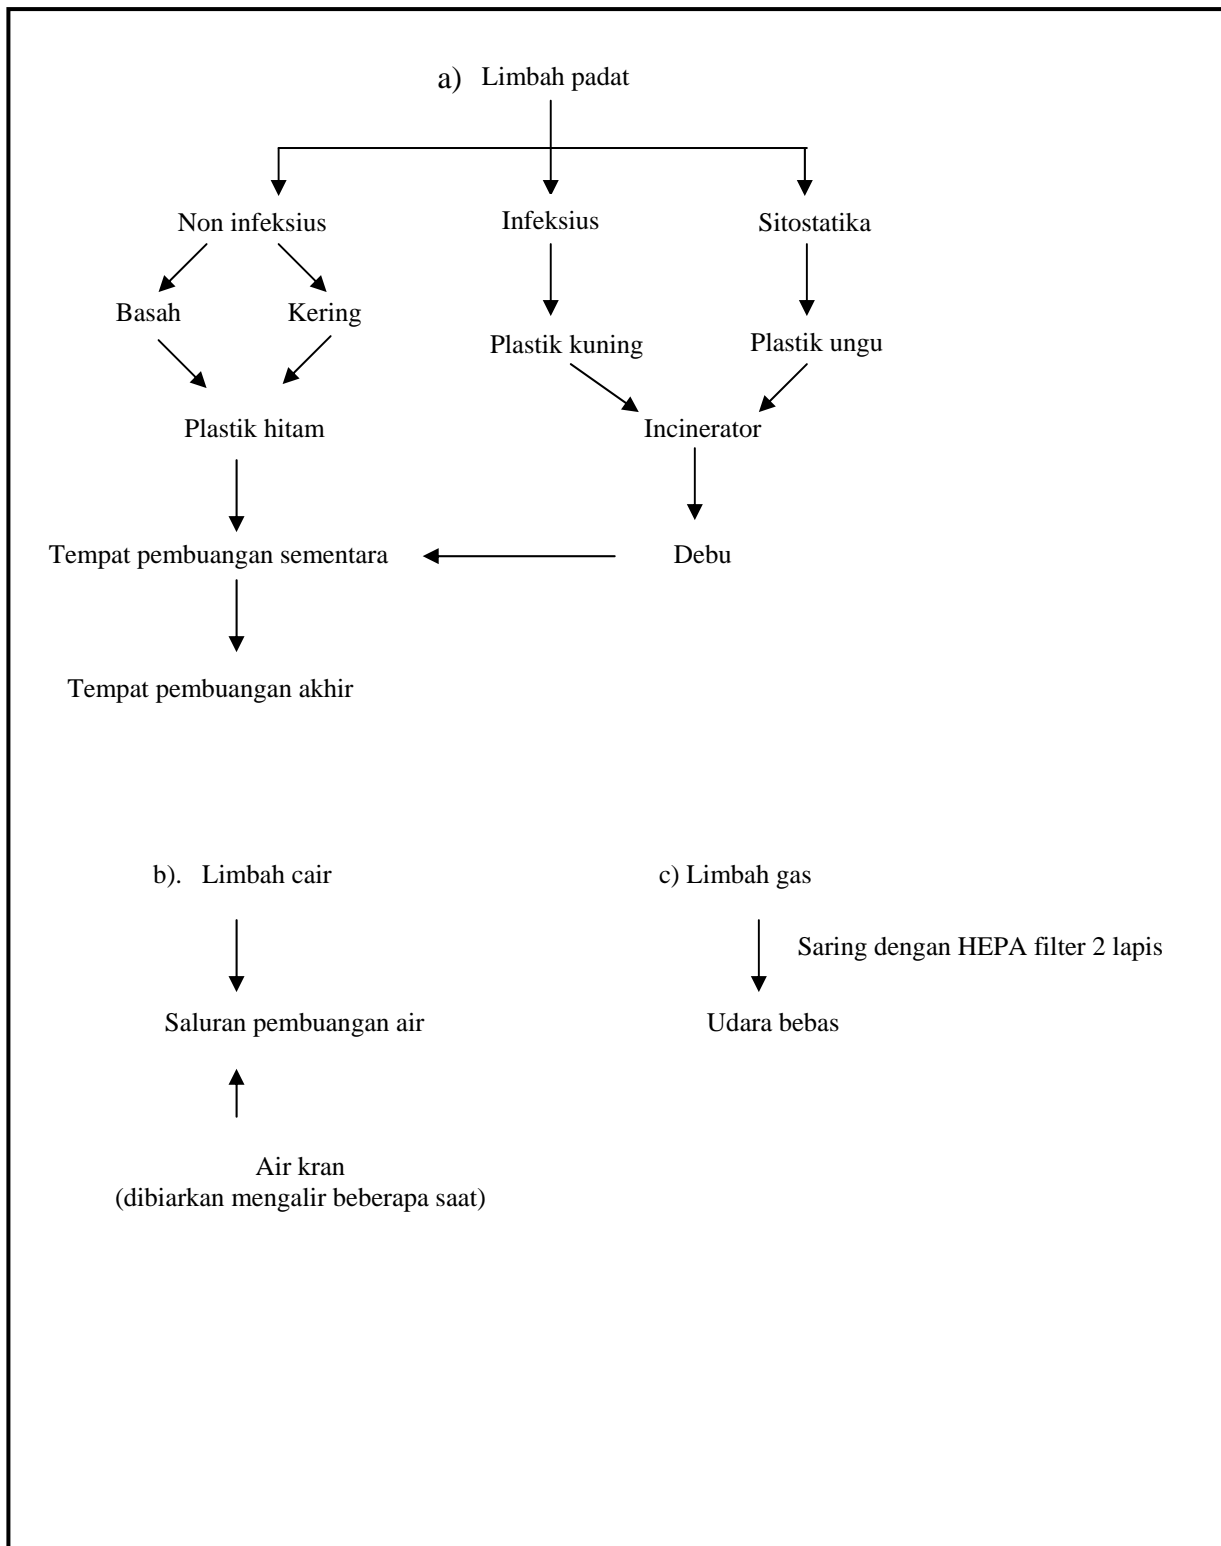 a) Limbah padat
Non infeksius
Infeksius
Sitostatika
Basah
Kering
Plastik kuning
Plastik ungu
Plastik hitam
Incinerator
Tempat pembuangan sementara
Debu
Tempat pembuangan akhir
b). Limbah cair
c) Limbah gas
Saring dengan HEPA filter 2 lapis
Saluran pembuangan air
Udara bebas
Air kran
(dibiarkan mengalir beberapa saat)